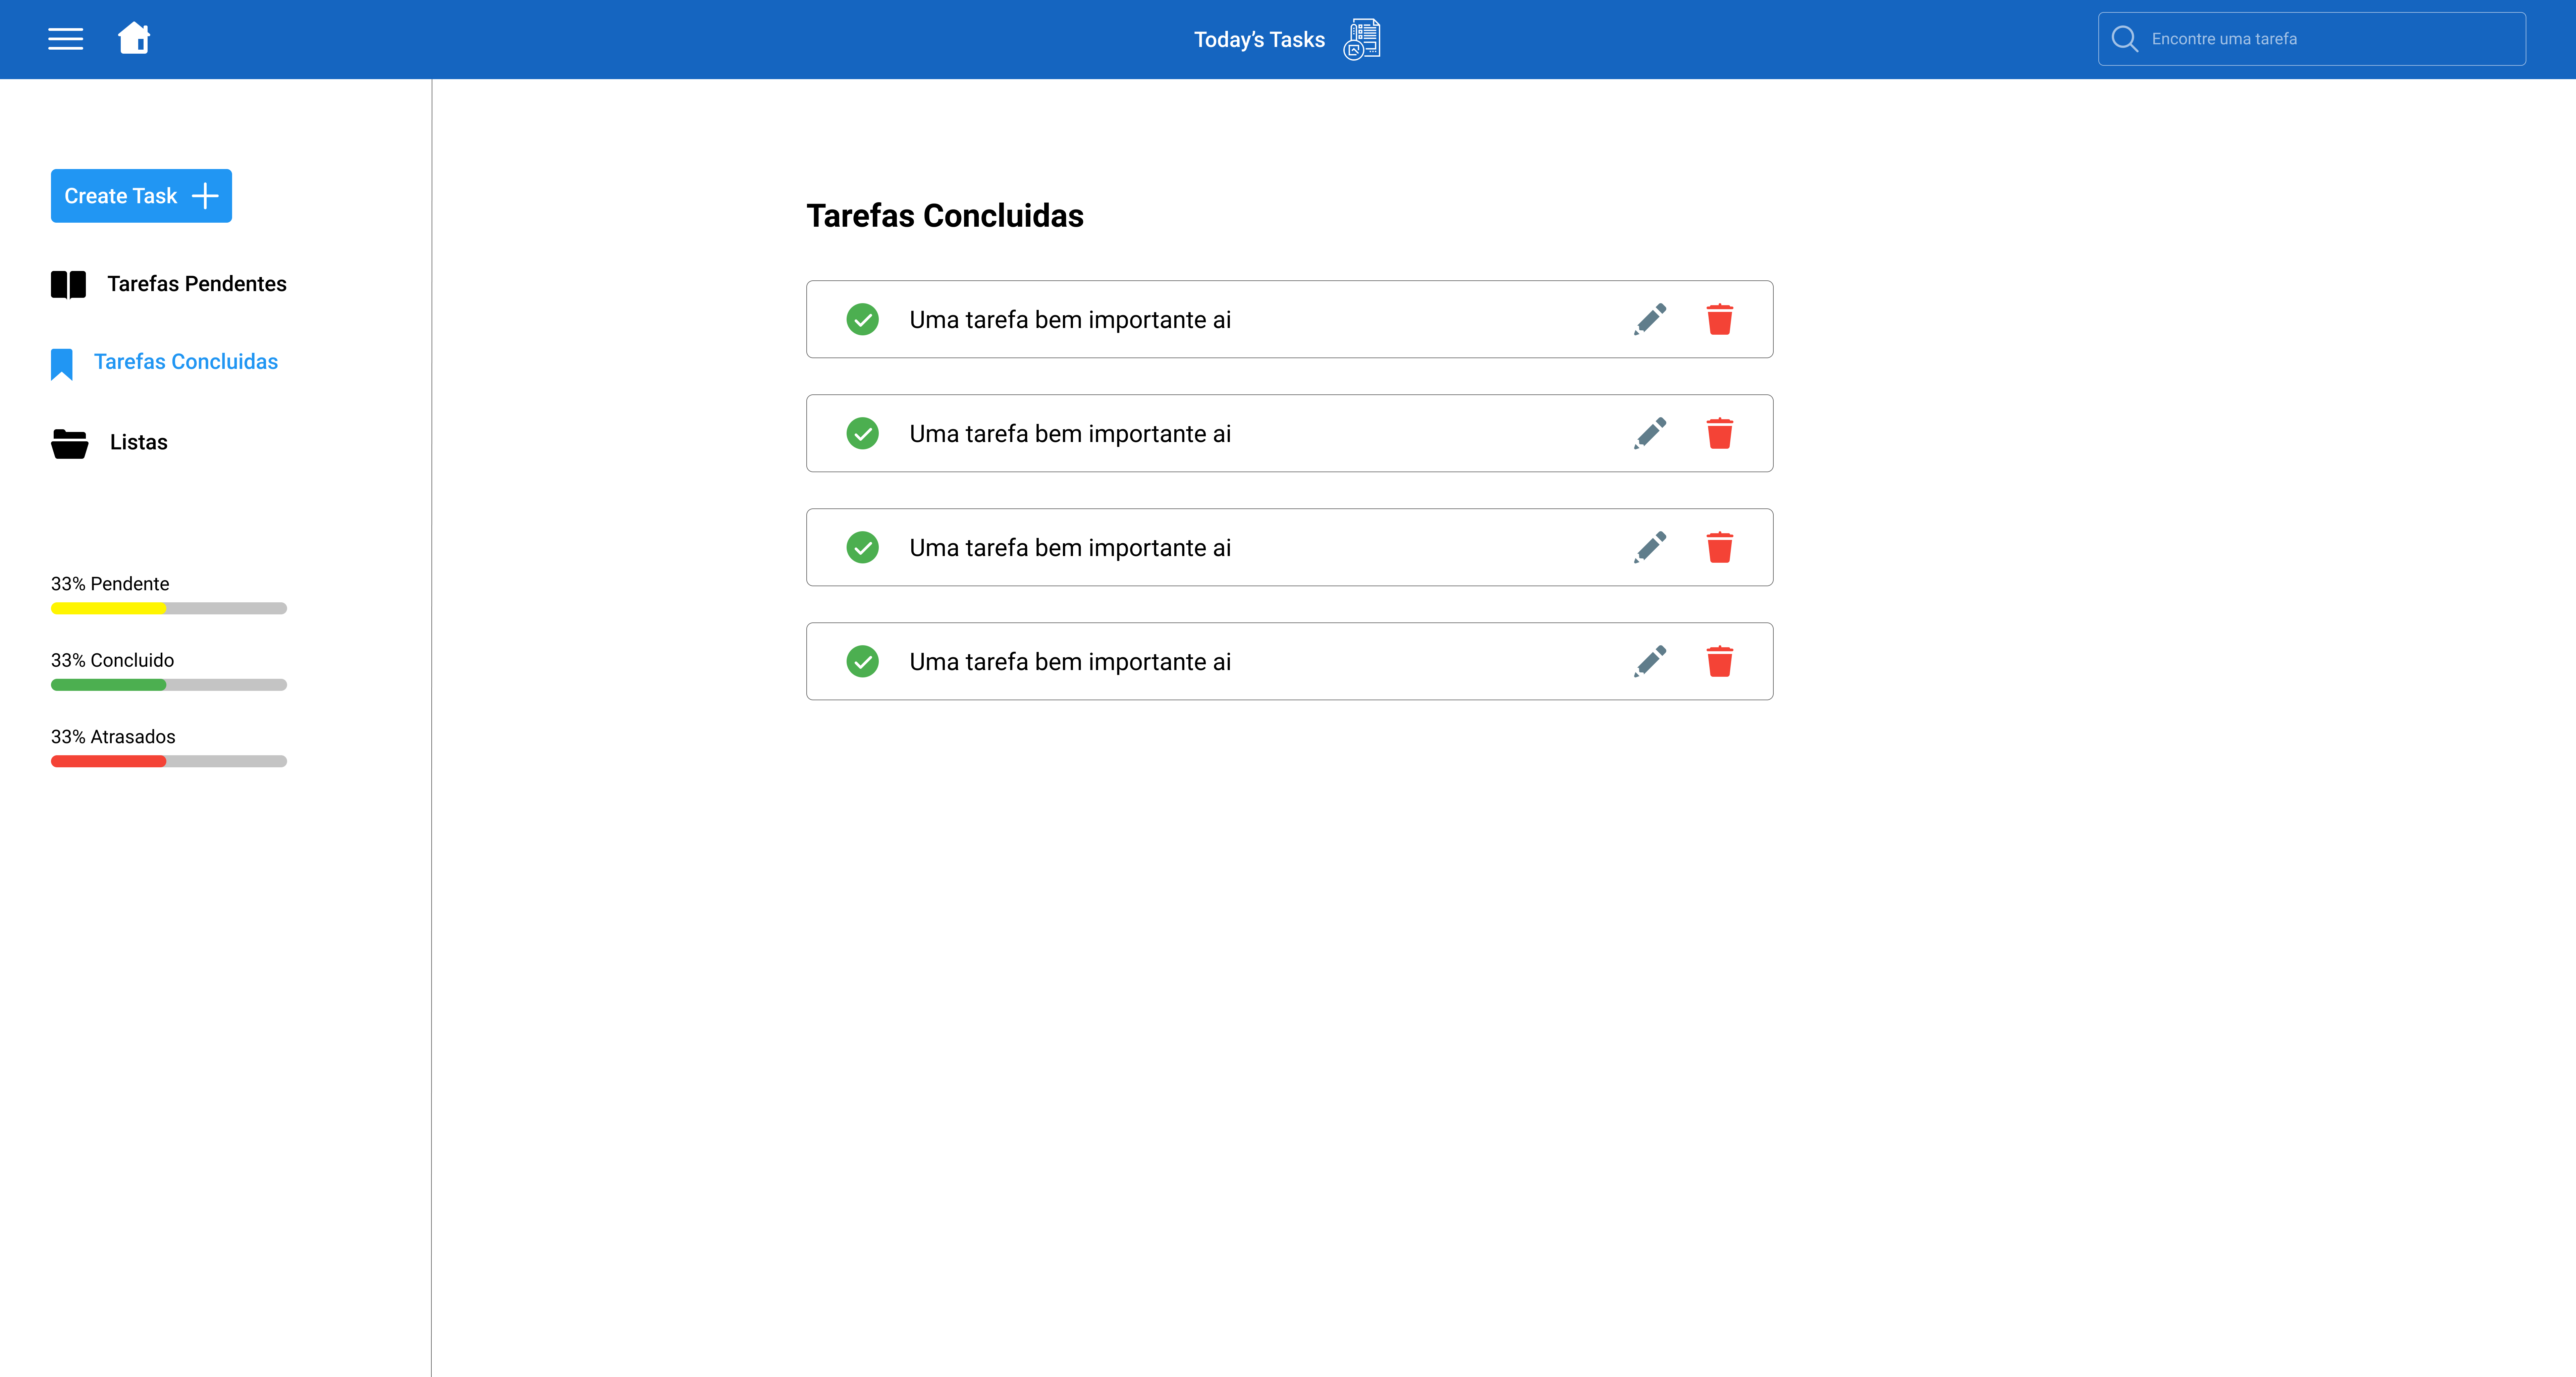 Today’s Tasks
Encontre uma tarefa
Create Task
Tarefas Pendentes
Tarefas Concluidas
Listas
33% Pendente
33% Concluido
33% Atrasados
Tarefas Concluidas
Uma tarefa bem importante ai
Uma tarefa bem importante ai
Uma tarefa bem importante ai
Uma tarefa bem importante ai